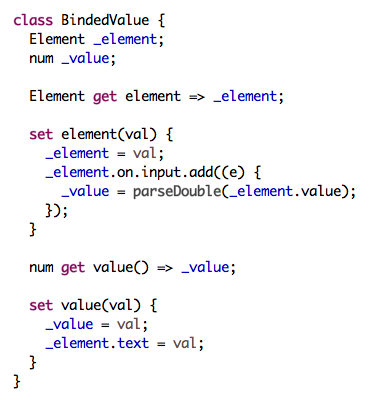 class BindedValue {
  Element _element;
  num _value;

  Element get element => _element;

  set element(val) {
    _element = val;
    _element.on.input.add((e) {
      _value = parseDouble(_element.value);
    });
  }

  num get value() => _value;

  set value(val) {
    _value = val;
    _element.text = val;
  }
}